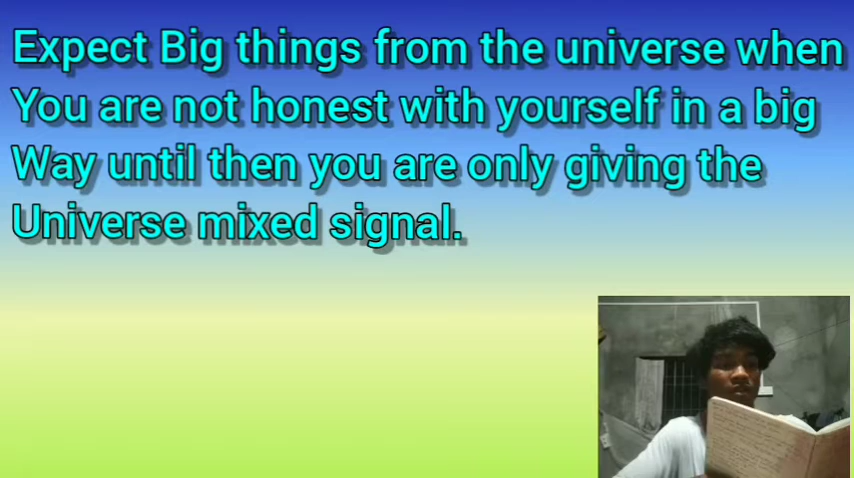 Expect Big things from the universe when
You are not honest with yourself in a big
Way until then you are only giving the
Universe mixed signal.